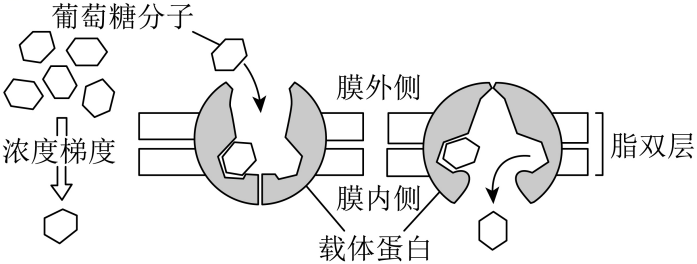 葡萄糖分子
膜外侧
浓度梯度
脂双层
膜内侧
载体蛋白